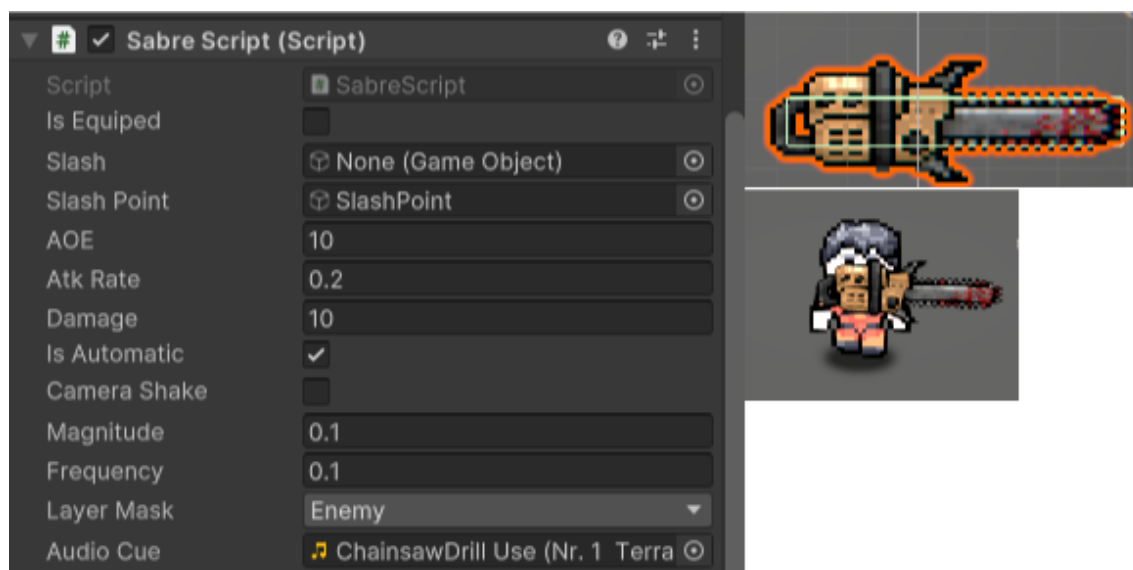 Sabre Script (Script)
Script SabreScript
Is Equiped
Slash None (Game Object)
Slash Point SlashPoint
AOE 10
Atk Rate 0.2
Damage 10
Is Automatic
Camera Shake
Magnitude 0.1
Frequency 0.1
Layer Mask Enemy
Audio Cue ChainsawDrill Use (Nr. 1 Terra